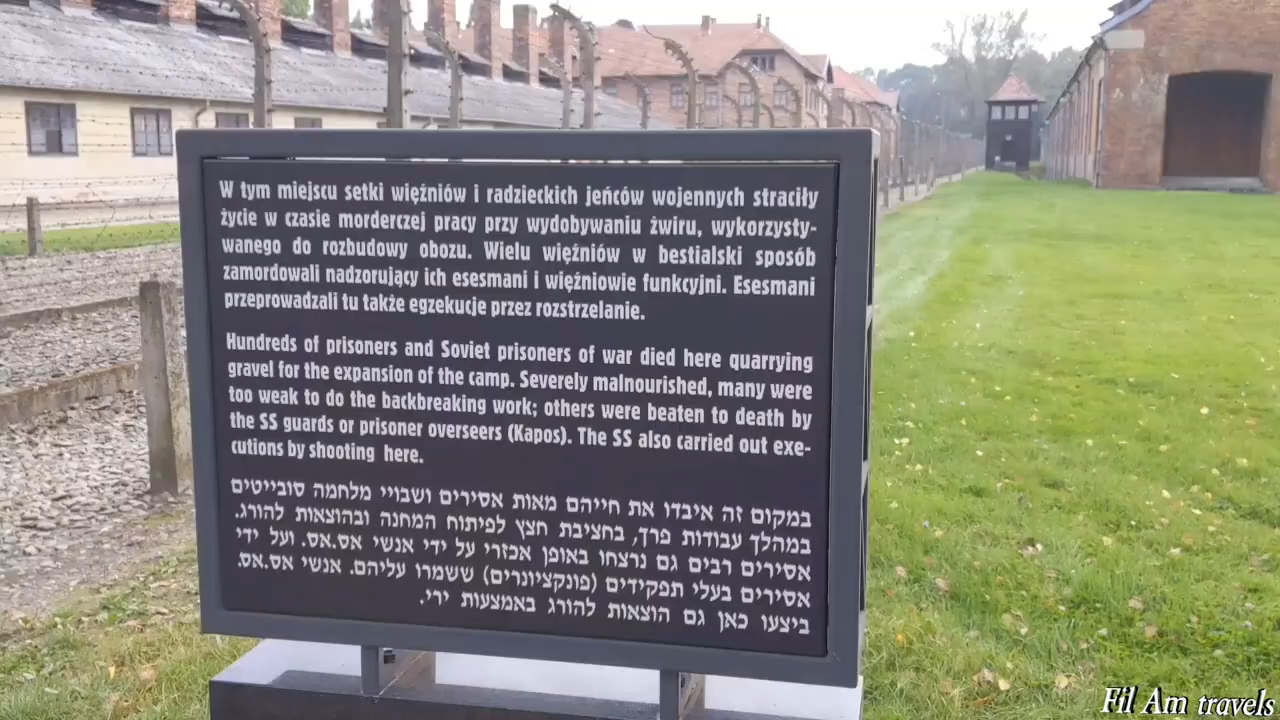 W tym miejscu setki więźniów i radzieckich jeńców wojennych straciły
życie w czasie morderczej pracy przy wydobywaniu żwiru, wykorzysty-
wanego do rozbudowy obozu. Wielu więźniów w bestialski sposób
zamordowali nadzorujący ich esesmani i więźniowie funkcyjni. Esesmani
przeprowadzali tu także egzekucje przez rozstrzelanie.
Hundreds of prisoners and Soviet prisoners of war died here quarrying
gravel for the expansion of the camp. Severely malnourished, many were
too weak to do the backbreaking work; others were beaten to death by
the SS guards or prisoner overseers (Kapos). The SS also carried out exe-
cutions by shooting here.
במקום זה איבדו את חייהם מאות אסירים ושבויי מלחמה סובייטים
במהלך עבודות פרך, בחציבת חצץ לפיתוח המחנה ובהוצאות להורג.
אסירים רבים גם נרצחו באופן אכזרי על ידי אנשי אס.אס. ועל ידי
אסירים בעלי תפקידים (פונקציונרים) ששמרו עליהם. אנשי אס.אס.
ביצעו כאן גם הוצאות להורג באמצעות ירי.
Fil Am travels